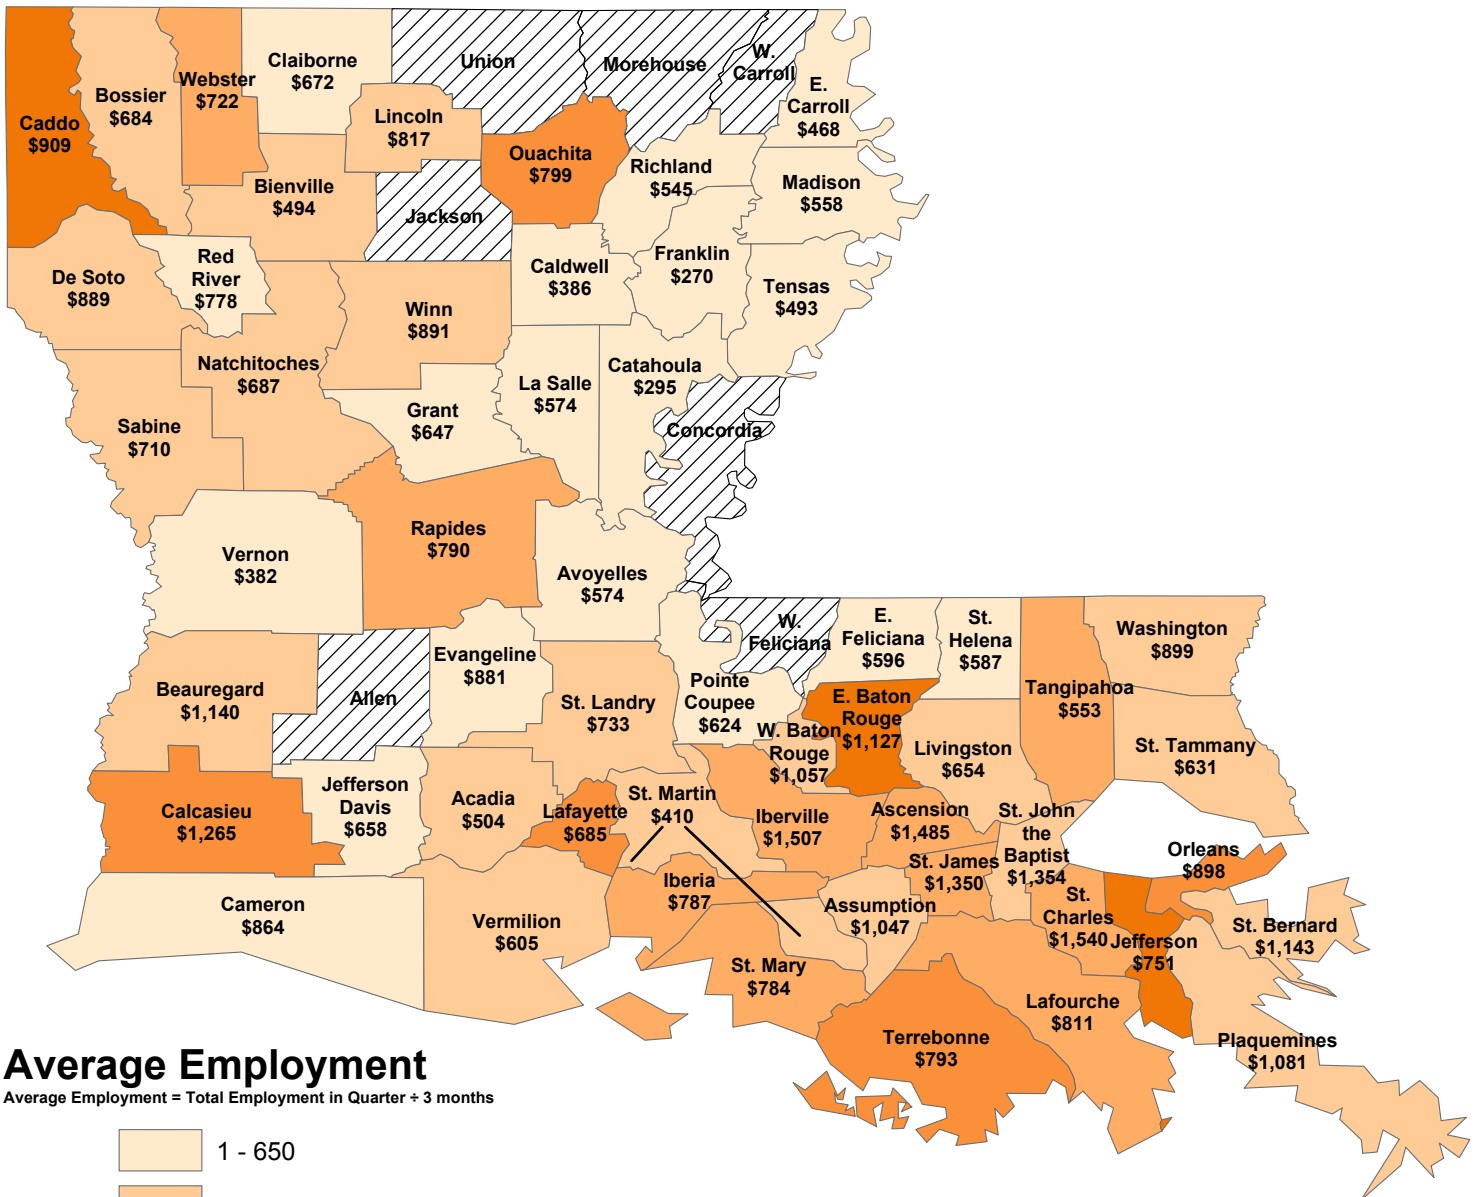 Caddo
$909
Bossier
$684
Webster
$722
Claiborne
$672
Union
Morehouse
W.
Carroll
E.
Carroll
$468
Lincoln
$817
Ouachita
$799
Richland
$545
Madison
$558
Bienville
$494
Jackson
De Soto
$889
Red
River
$778
Caldwell
$386
Franklin
$270
Tensas
$493
Winn
$891
Natchitoches
$687
La Salle
$574
Catahoula
$295
Sabine
$710
Grant
$647
Concordia
Vernon
$382
Rapides
$790
Avoyelles
$574
W.
Feliciana
E.
Feliciana
$596
St.
Helena
$587
Washington
$899
Beauregard
$1,140
Allen
Evangeline
$881
St. Landry
$733
Pointe
Coupee
$624
W. Baton
Rouge
$1,057
E. Baton
Rouge
$1,127
Tangipahoa
$553
Livingston
$654
St. Tammany
$631
Calcasieu
$1,265
Jefferson
Davis
$658
Acadia
$504
Lafayette
$685
St. Martin
$410
Iberville
$1,507
Ascension
$1,485
St. John
the
Baptist
$1,354
St. James
$1,350
Orleans
$898
Cameron
$864
Vermilion
$605
Iberia
$787
Assumption
$1,047
St.
Charles
$1,540
Jefferson
$751
St. Bernard
$1,143
St. Mary
$784
Lafourche
$811
Terrebonne
$793
Plaquemines
$1,081
Average Employment
Average Employment = Total Employment in Quarter ÷ 3 months
1 - 650